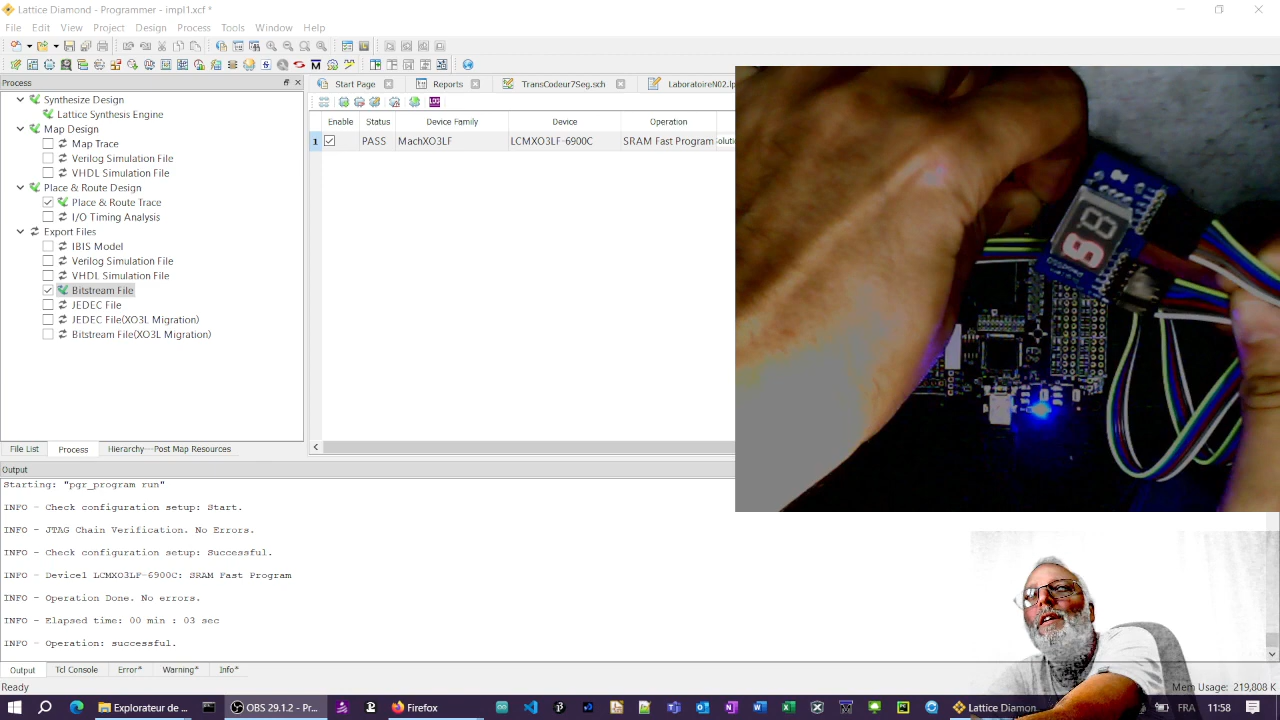 Lattice Diamond - Programmer - impl1.xcf *
File Edit View Project Design Process Tools Window Help
Process
Synthesize Design
Lattice Synthesis Engine
Map Design
Map Trace
Verilog Simulation File
VHDL Simulation File
Place & Route Design
Place & Route Trace
I/O Timing Analysis
Export Files
IBIS Model
Verilog Simulation File
VHDL Simulation File
Bitstream File
JEDEC File
JEDEC File(XO3L Migration)
Bitstream File(XO3L Migration)
File List Process Hierarchy Post Map Resources
Start Page Reports TransCodeur7Seg.sch LaboratoireN02.lp
LOG
Enable Status Device Family Device Operation
1 PASS MachXO3LF LCMXO3LF-6900C SRAM Fast Program
Output
Starting: "pgr_program run"
INFO - Check configuration setup: Start.
INFO - JTAG Chain Verification. No Errors.
INFO - Check configuration setup: Successful.
INFO - Device1 LCMXO3LF-6900C: SRAM Fast Program
INFO - Operation Done. No errors.
INFO - Elapsed time: 00 min : 03 sec
INFO - Operation: successful.
Output Tcl Console Error* Warning* Info*
Ready
Mem Usage: 219,808 K
Explorateur de ... OBS 29.1.2 - Pr... Firefox Lattice Diamon... FRA 11:58